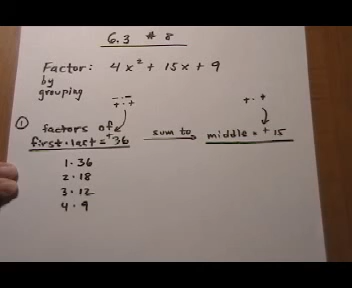 6.3 # 8
Factor: 4x² + 15x + 9
by
grouping
-·-
+·+
+·+
① factors of
first·last = +36 sum to middle = +15
1·36
2·18
3·12
4·9